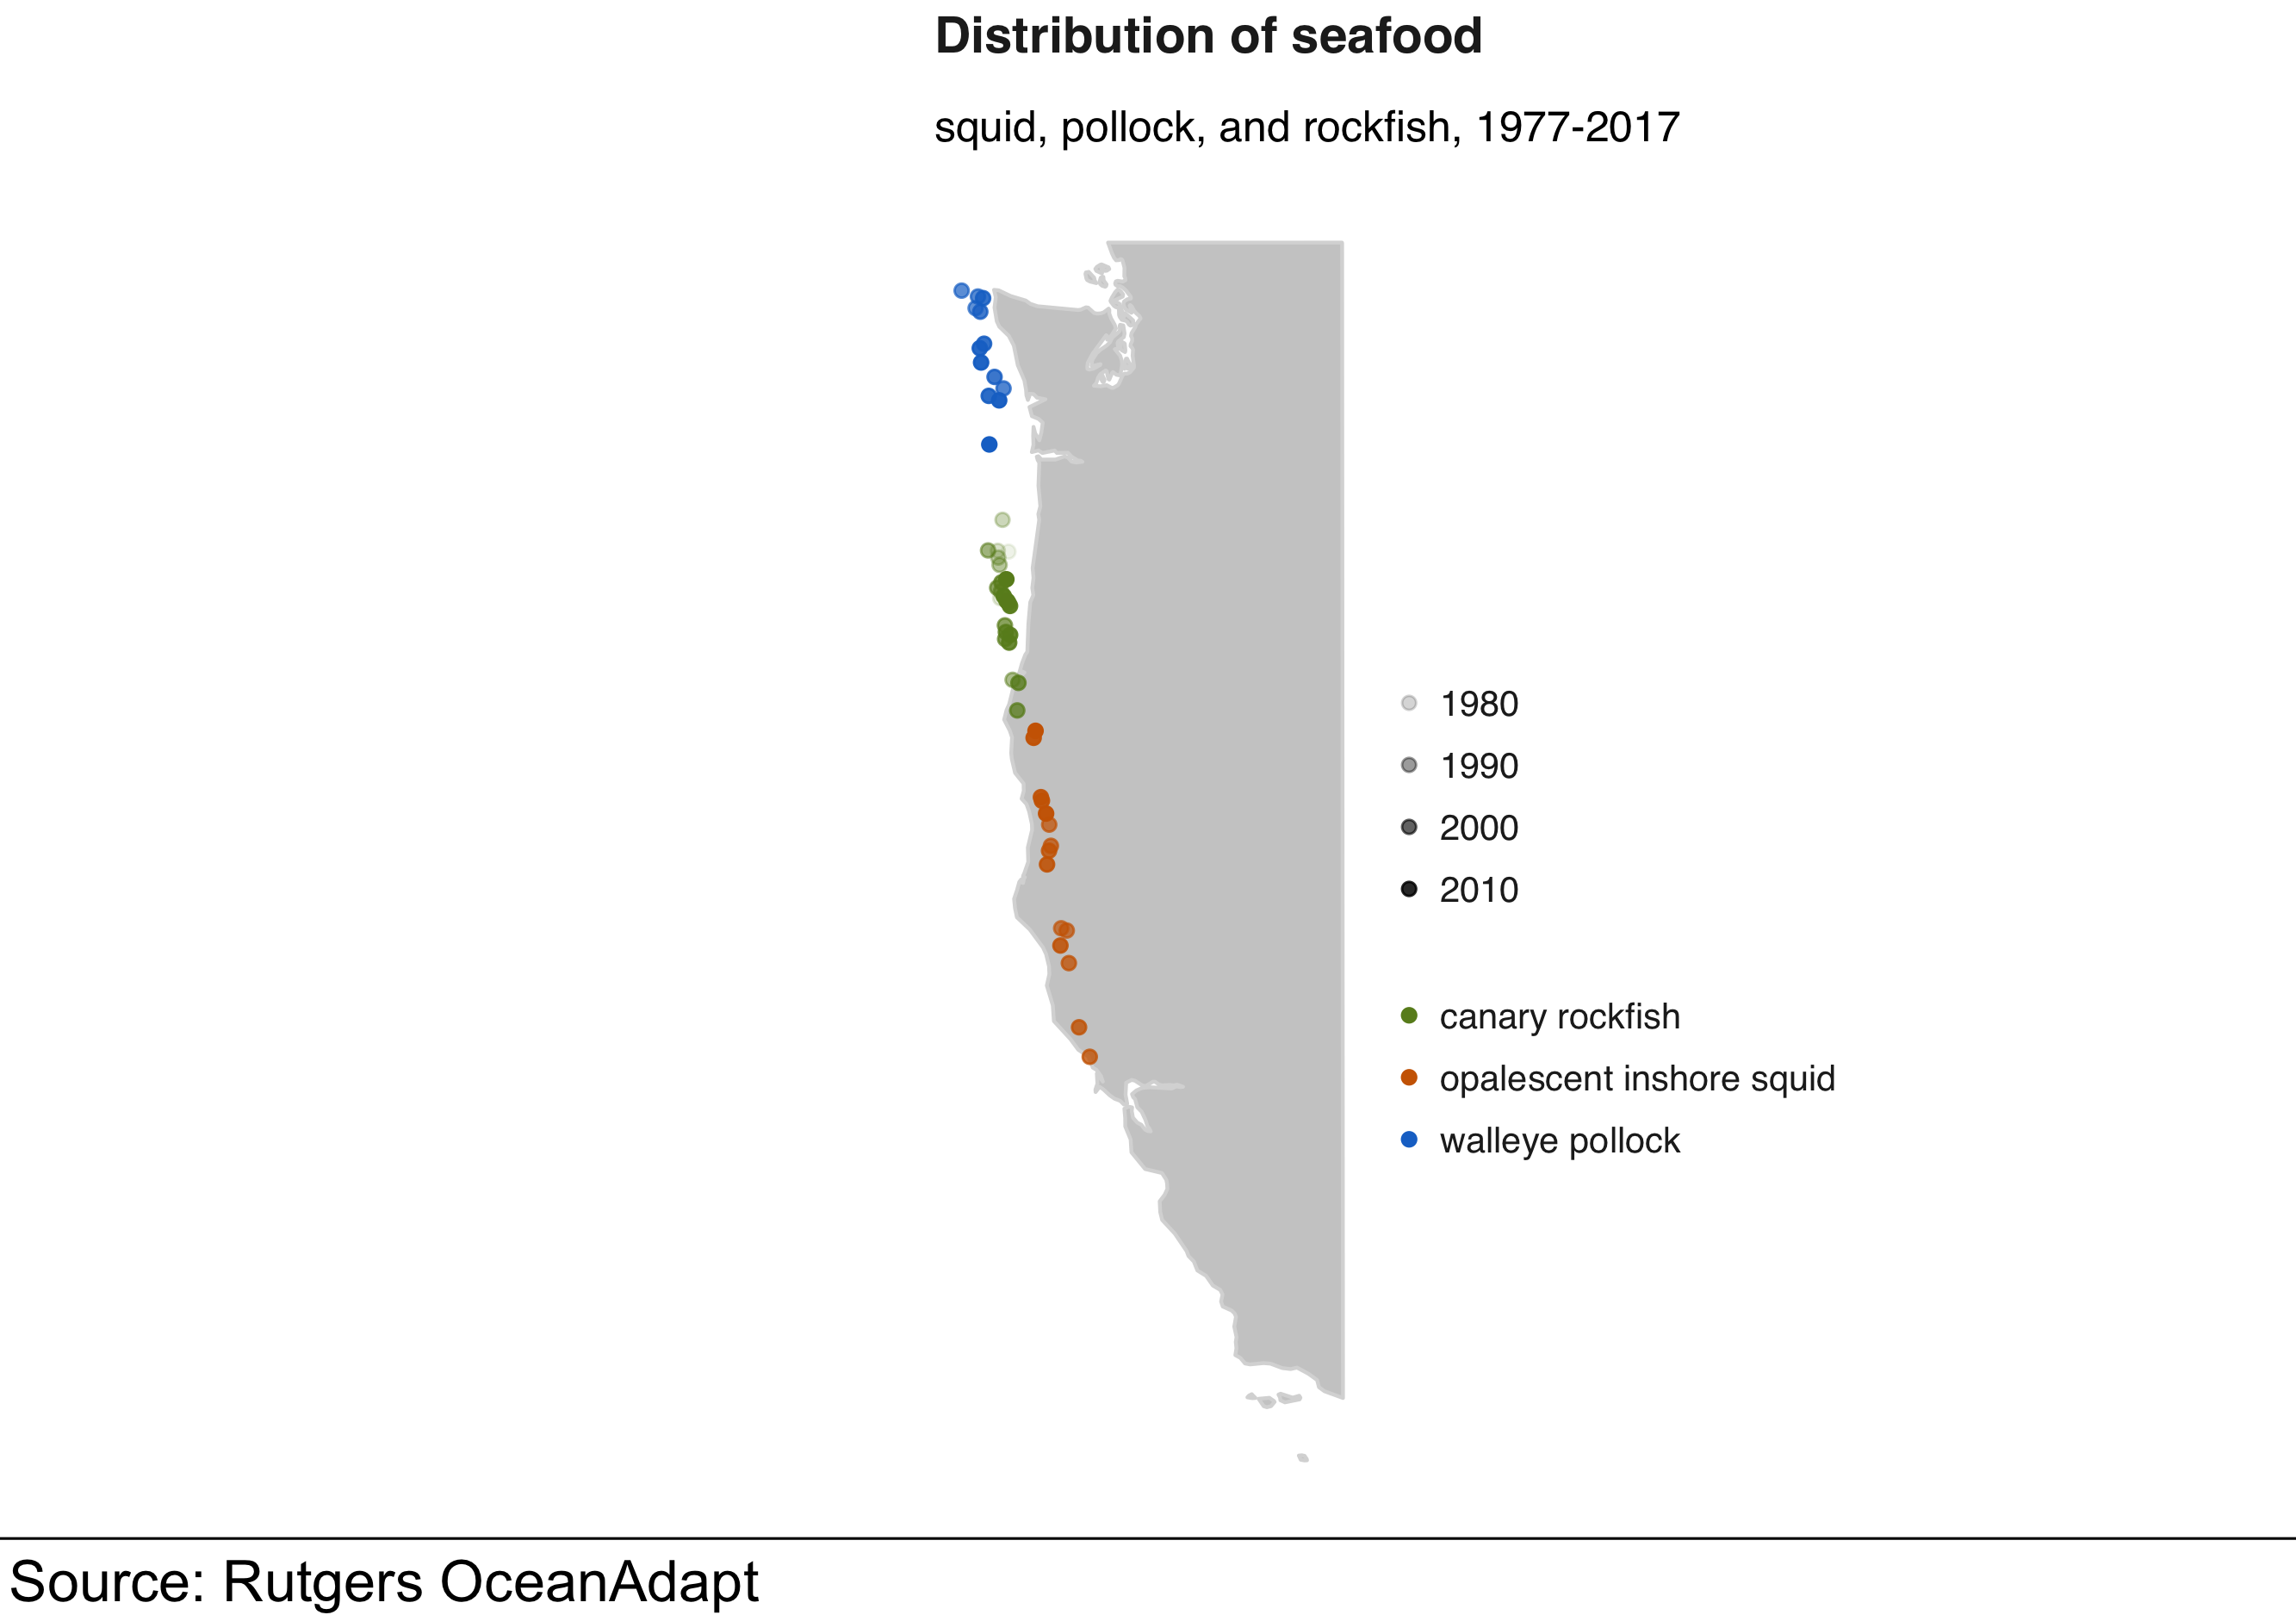 Distribution of seafood
squid, pollock, and rockfish, 1977-2017
1980
1990
2000
2010
canary rockfish
opalescent inshore squid
walleye pollock
Source: Rutgers OceanAdapt